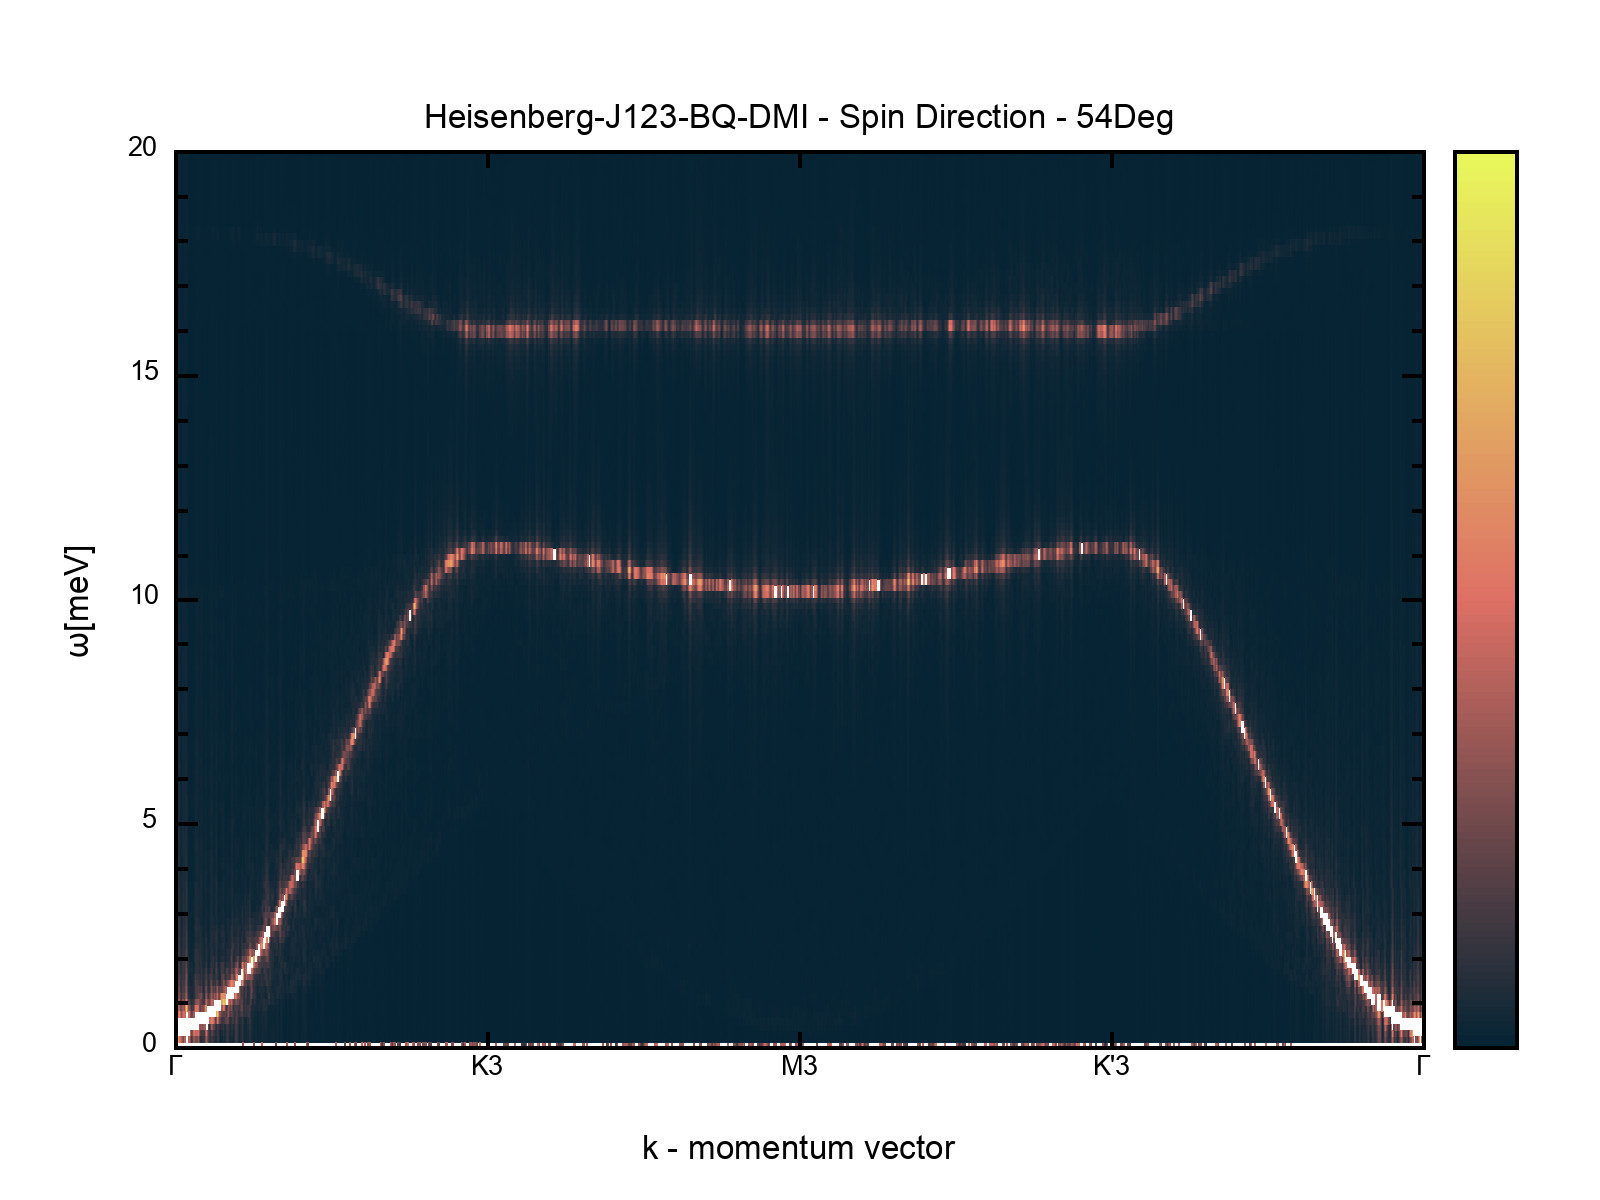 Heisenberg-J123-BQ-DMI - Spin Direction - 54Deg
20
15
10
5
0
ω[meV]
Γ K3 M3 K'3 Γ
k - momentum vector